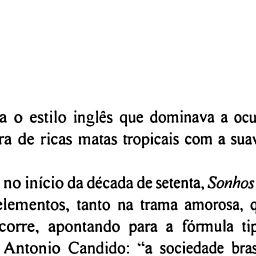 a o estilo inglês que dominava a ocu
ra de ricas matas tropicais com a suav
no início da década de setenta, Sonhos
elementos, tanto na trama amorosa, q
corre, apontando para a fórmula tip
Antonio Candido: “a sociedade bras